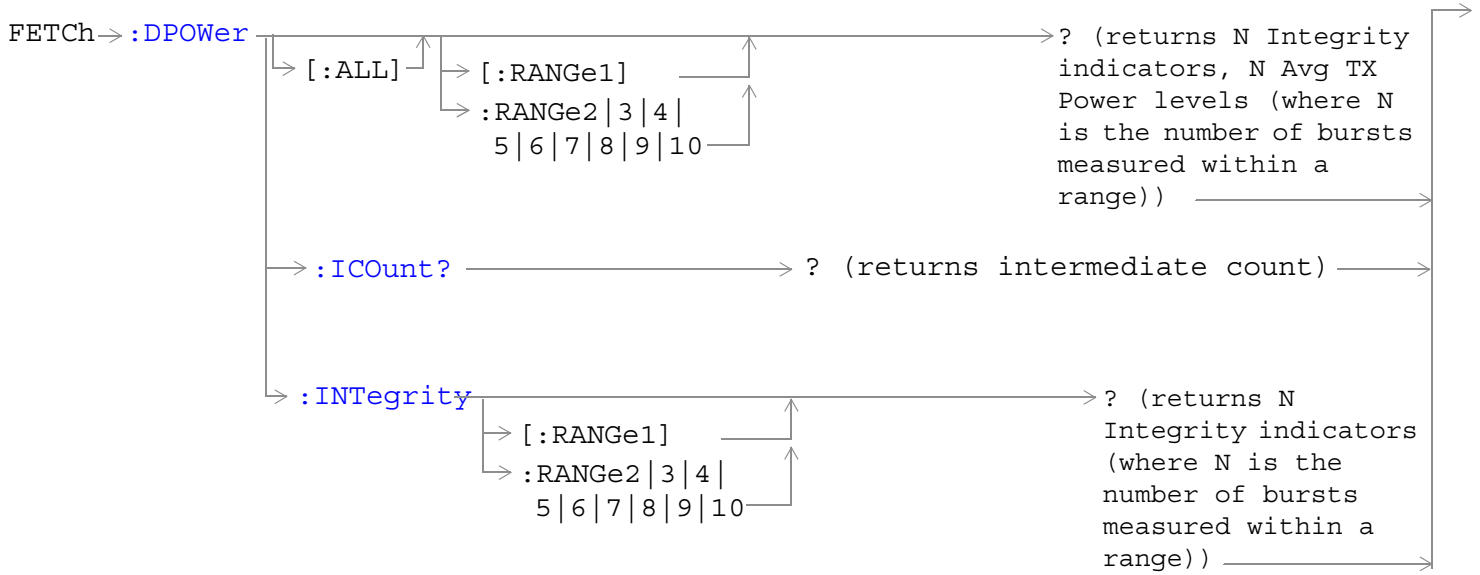 FETCh :DPOWer
[:ALL]
[:RANGe1]
:RANGe2|3|4|
5|6|7|8|9|10
? (returns N Integrity
indicators, N Avg TX
Power levels (where N
is the number of bursts
measured within a
range))
:ICOunt?
? (returns intermediate count)
:INTegrity
[:RANGe1]
:RANGe2|3|4|
5|6|7|8|9|10
? (returns N
Integrity indicators
(where N is the
number of bursts
measured within a
range))